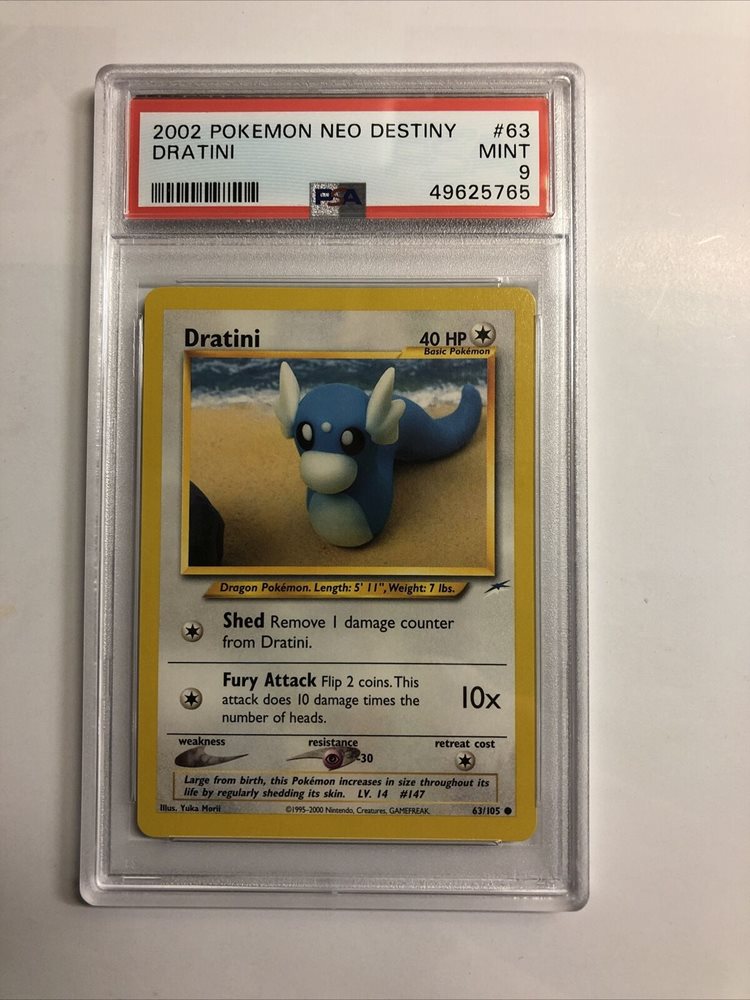 2002 POKEMON NEO DESTINY #63
DRATINI MINT
9
PSA 49625765
Dratini 40 HP
Basic Pokémon
Dragon Pokémon. Length: 5' 11", Weight: 7 lbs.
Shed Remove 1 damage counter
from Dratini.
Fury Attack Flip 2 coins. This
attack does 10 damage times the 10x
number of heads.
weakness resistance retreat cost
-30
Large from birth, this Pokémon increases in size throughout its
life by regularly shedding its skin. LV. 14 #147
Illus. Yuka Morii ©1995-2000 Nintendo, Creatures, GAMEFREAK. 63/105